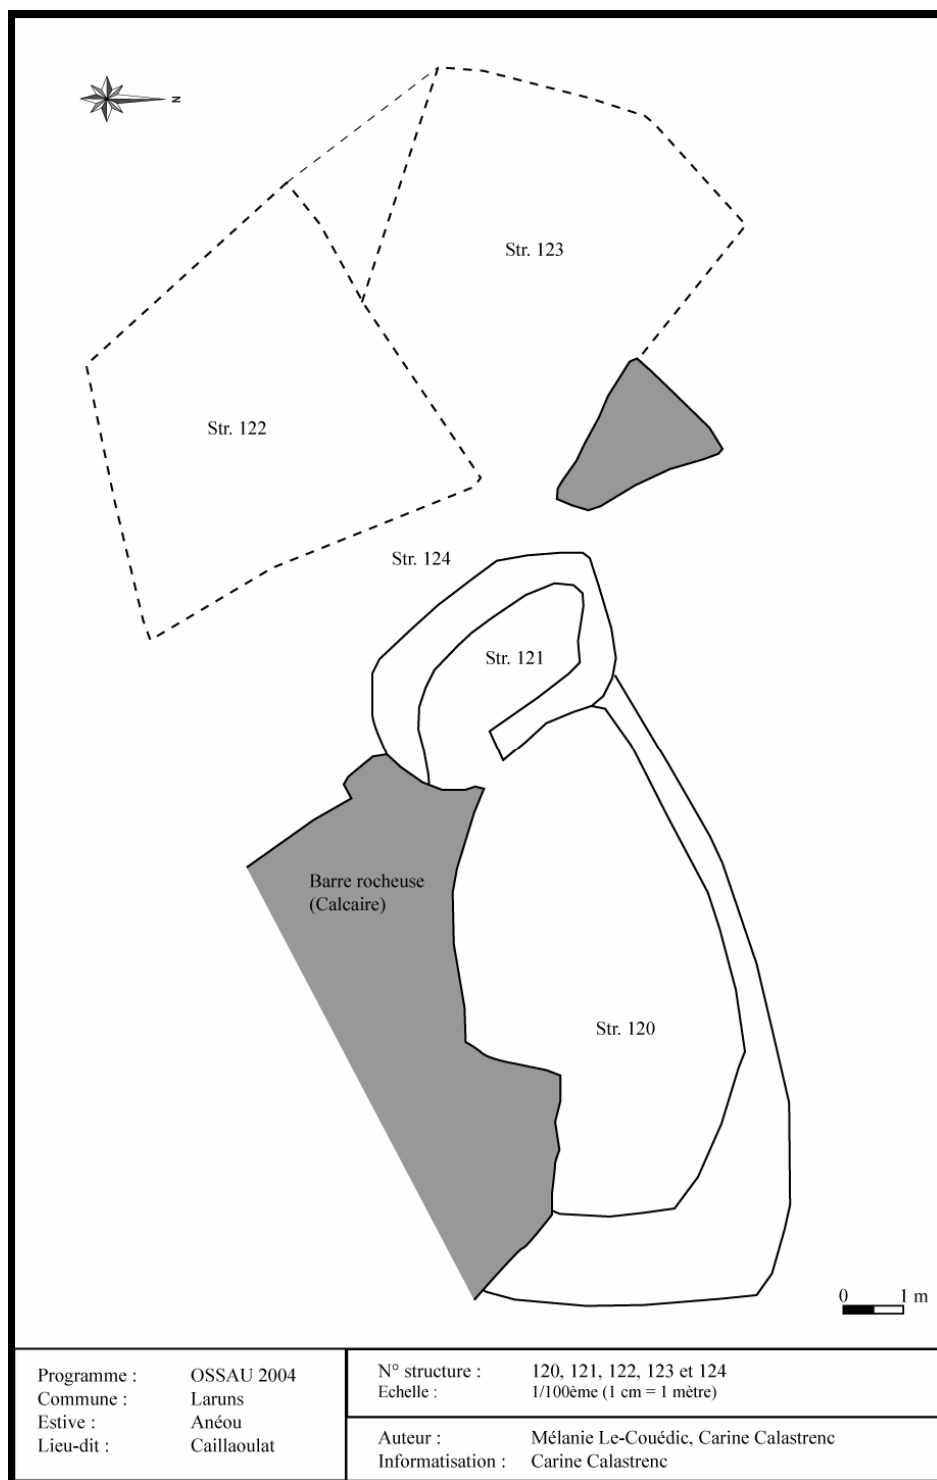 N
Str. 123
Str. 122
Str. 124
Str. 121
Barre rocheuse
(Calcaire)
Str. 120
0 1 m
Programme : OSSAU 2004
Commune : Laruns
Estive : Anéou
Lieu-dit : Caillaoulat
N° structure : 120, 121, 122, 123 et 124
Echelle : 1/100ème (1 cm = 1 mètre)
Auteur : Mélanie Le-Couédic, Carine Calastrenc
Informatisation : Carine Calastrenc